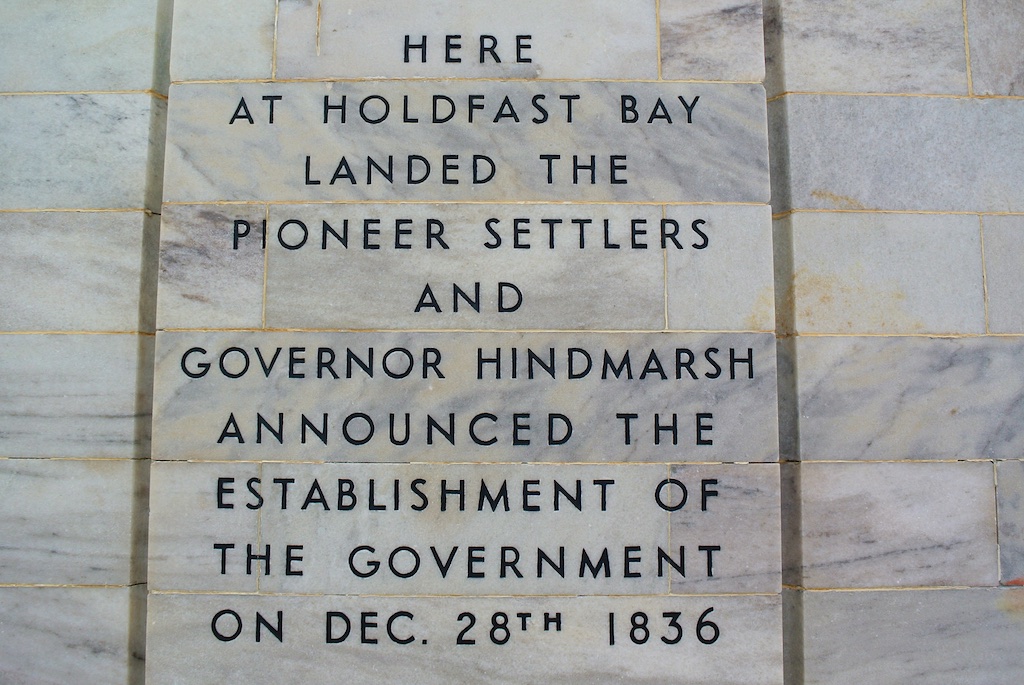 HERE
AT HOLDFAST BAY
LANDED THE
PIONEER SETTLERS
AND
GOVERNOR HINDMARSH
ANNOUNCED THE
ESTABLISHMENT OF
THE GOVERNMENT
ON DEC. 28TH 1836